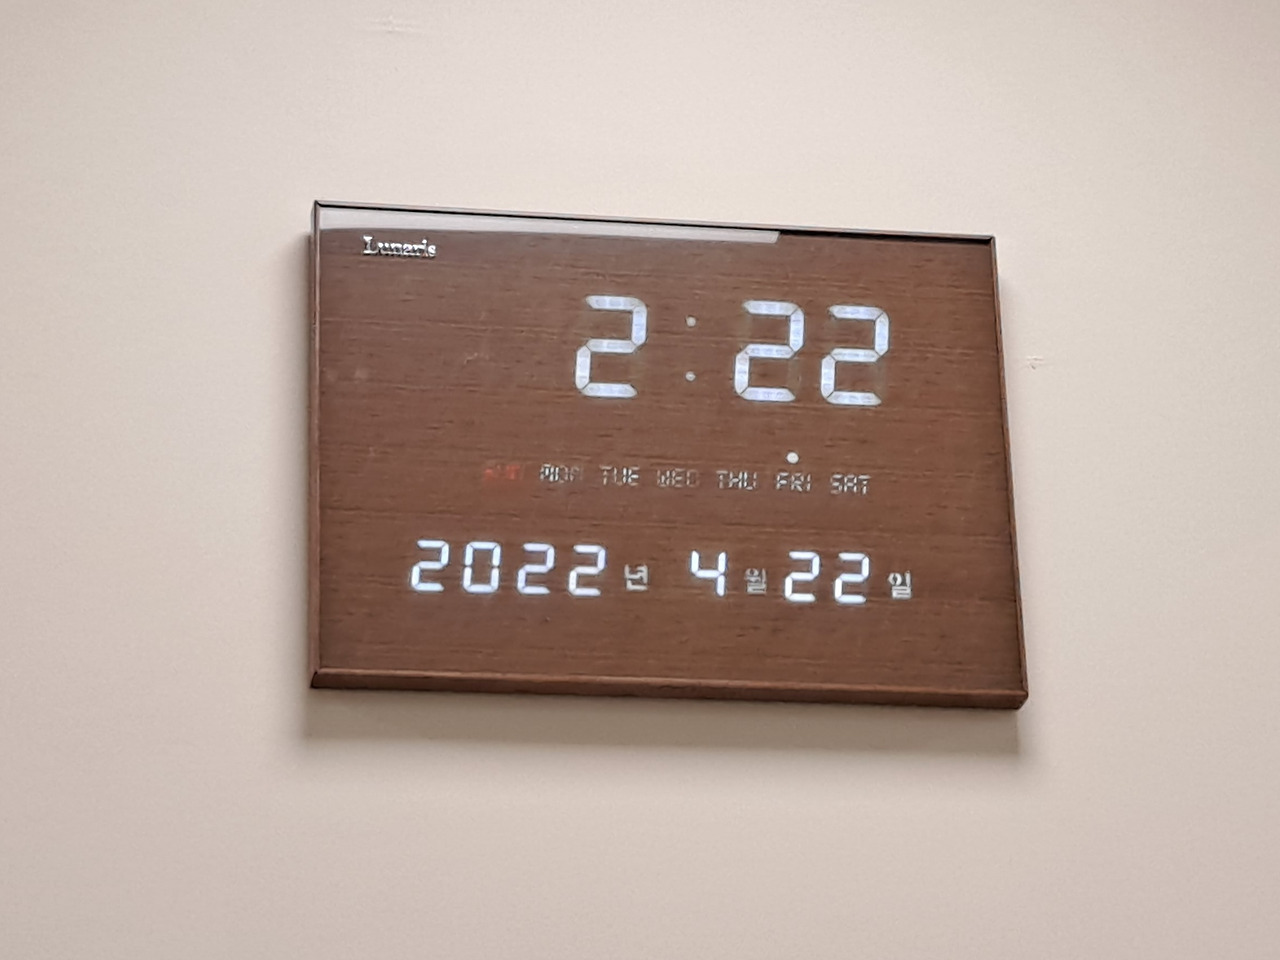 Lunaris
2:22
SUN MON TUE WED THU FRI SAT
2022년 4월 22일